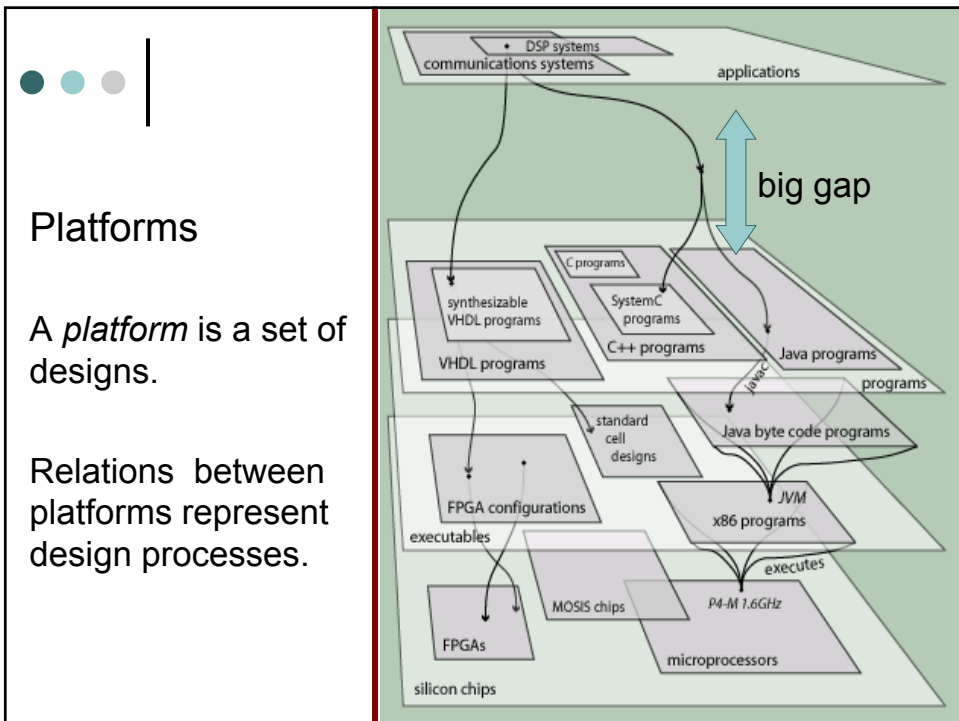 Platforms
A platform is a set of
designs.
Relations between
platforms represent
design processes.
DSP systems
communications systems
applications
big gap
C programs
synthesizable
VHDL programs
VHDL programs
SystemC
programs
C++ programs
Java programs
programs
javac
standard
cell
designs
Java byte code programs
FPGA configurations
executables
JVM
x86 programs
executes
MOSIS chips
P4-M 1.6GHz
FPGAs
microprocessors
silicon chips